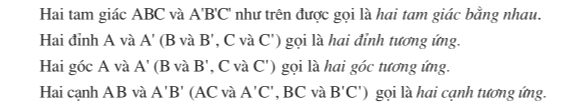 Hai tam giác ABC và A'B'C' như trên được gọi là hai tam giác bằng nhau.
Hai đỉnh A và A' (B và B', C và C') gọi là hai đỉnh tương ứng.
Hai góc A và A' (B và B', C và C') gọi là hai góc tương ứng.
Hai cạnh AB và A'B' (AC và A'C', BC và B'C') gọi là hai cạnh tương ứng.